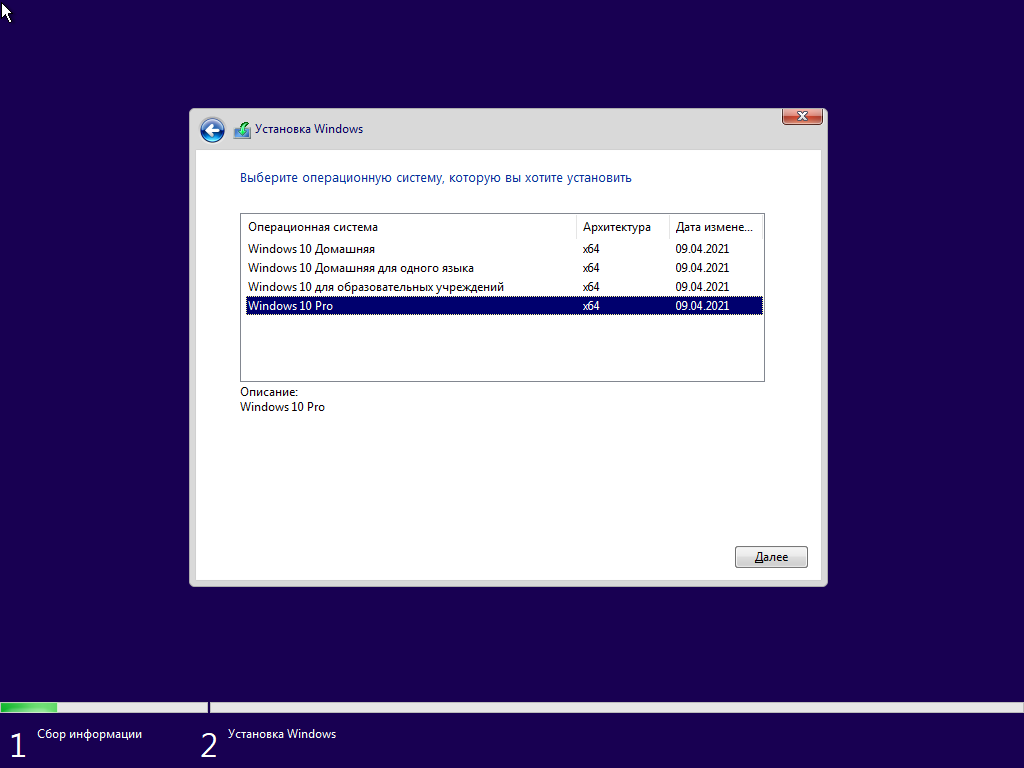 Установка Windows
Выберите операционную систему, которую вы хотите установить
Операционная система Архитектура Дата измене...
Windows 10 Домашняя x64 09.04.2021
Windows 10 Домашняя для одного языка x64 09.04.2021
Windows 10 для образовательных учреждений x64 09.04.2021
Windows 10 Pro x64 09.04.2021
Описание:
Windows 10 Pro
Далее
1 Сбор информации 2 Установка Windows